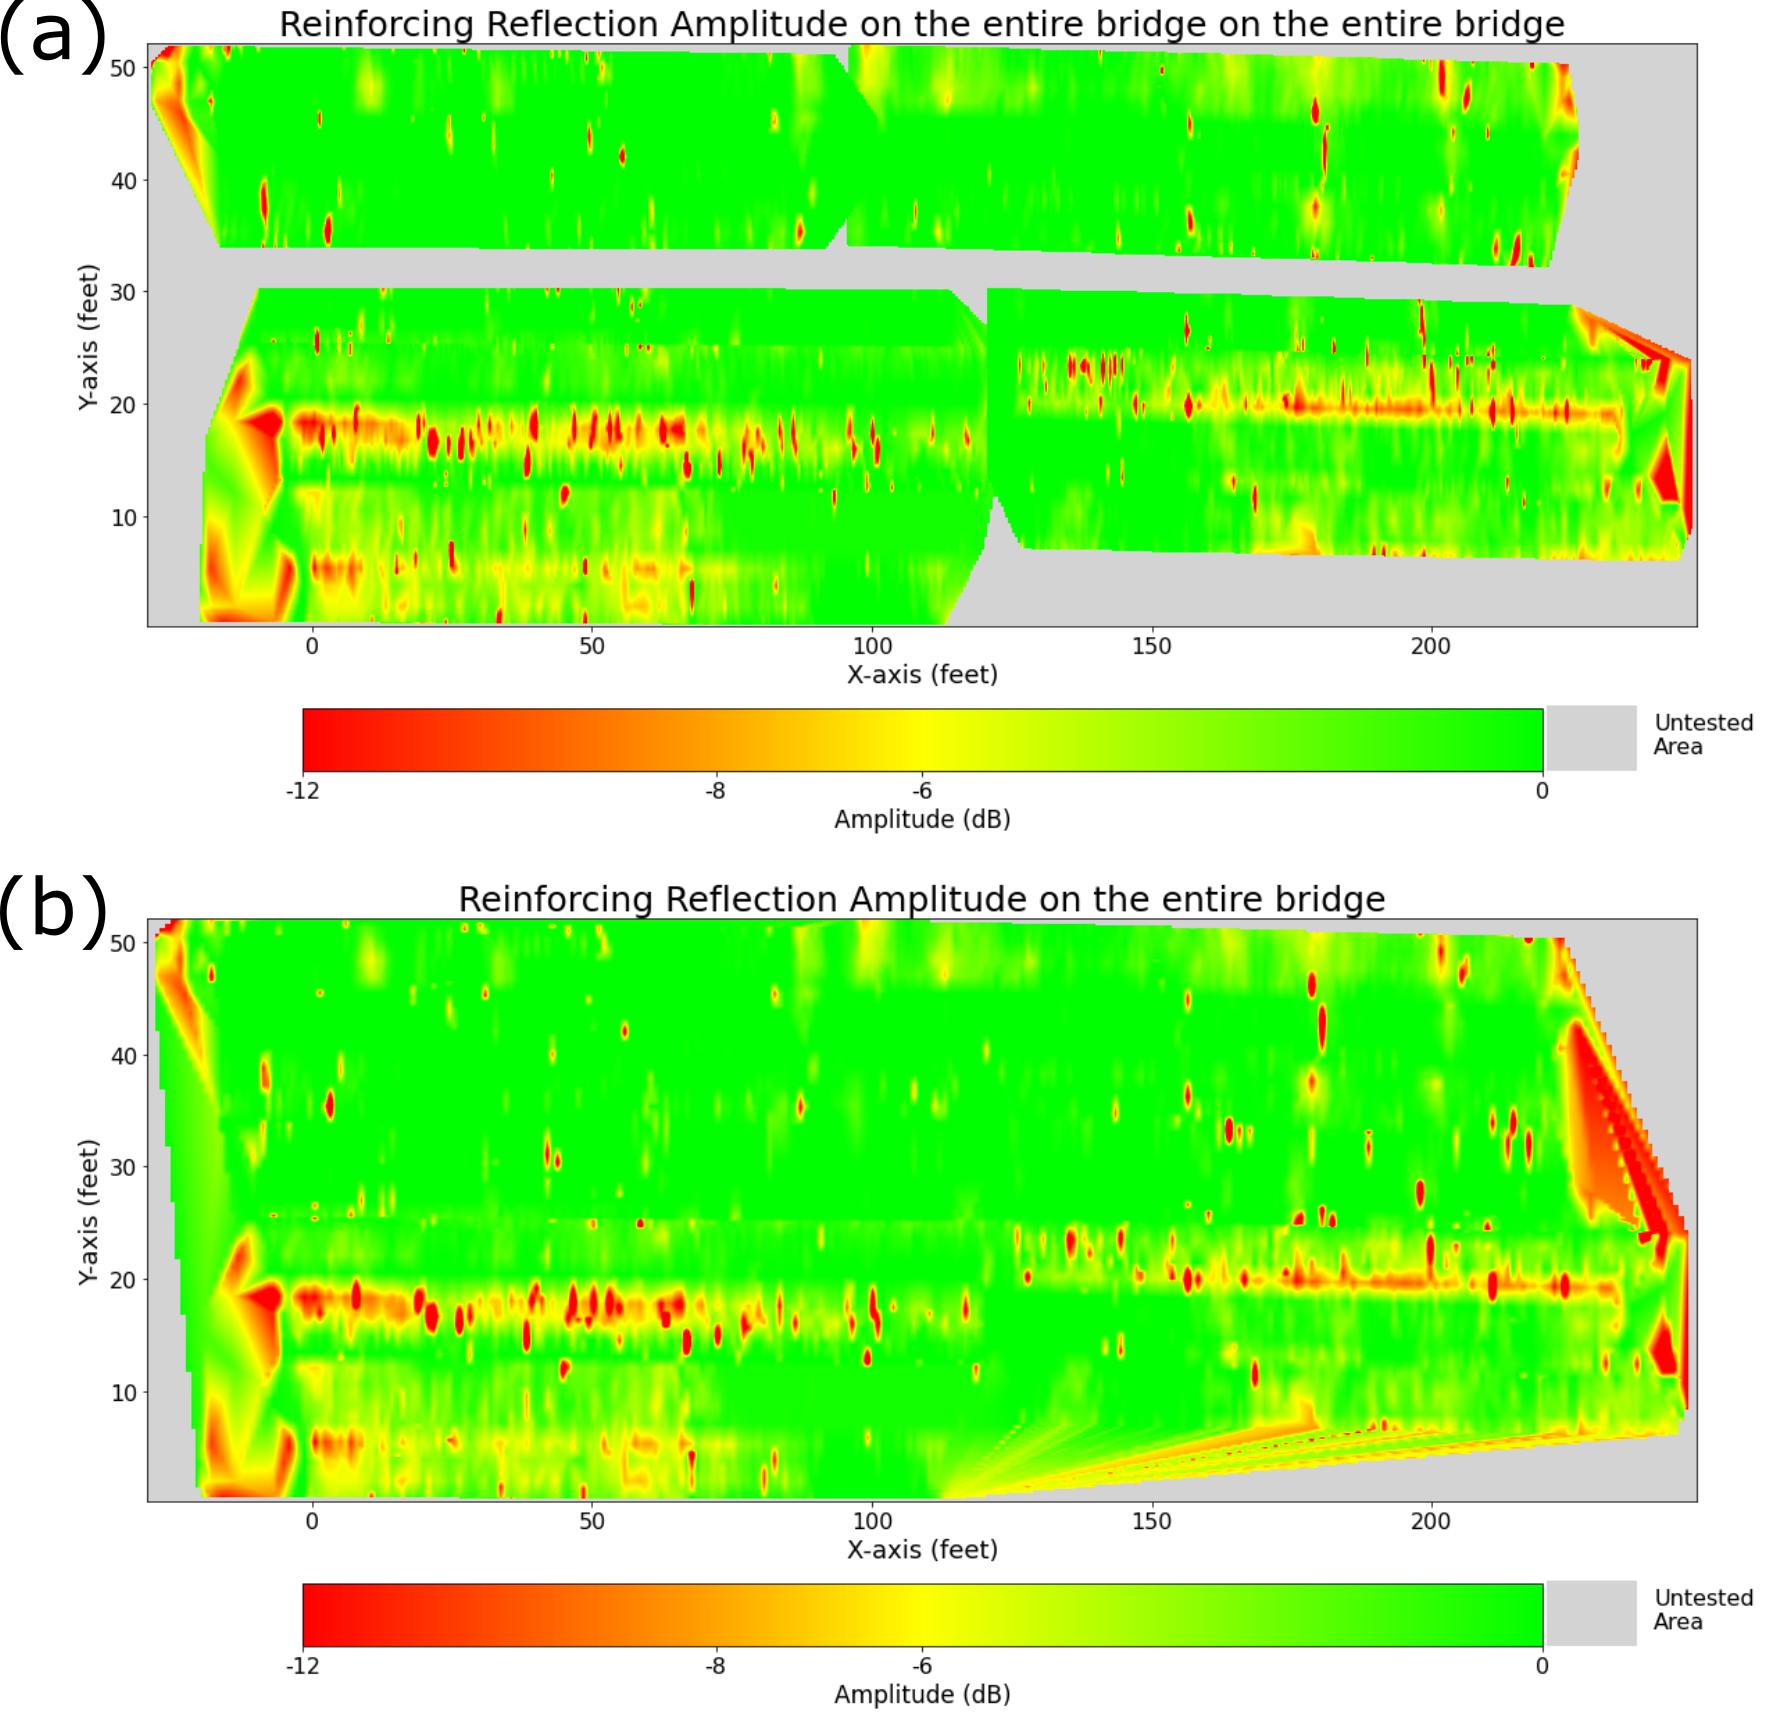 (a)
Reinforcing Reflection Amplitude on the entire bridge on the entire bridge
50
40
30
20
10
Y-axis (feet)
0 50 100 150 200
X-axis (feet)
-12 -8 -6 0
Amplitude (dB)
Untested
Area
(b)
Reinforcing Reflection Amplitude on the entire bridge
50
40
30
20
10
Y-axis (feet)
0 50 100 150 200
X-axis (feet)
-12 -8 -6 0
Amplitude (dB)
Untested
Area